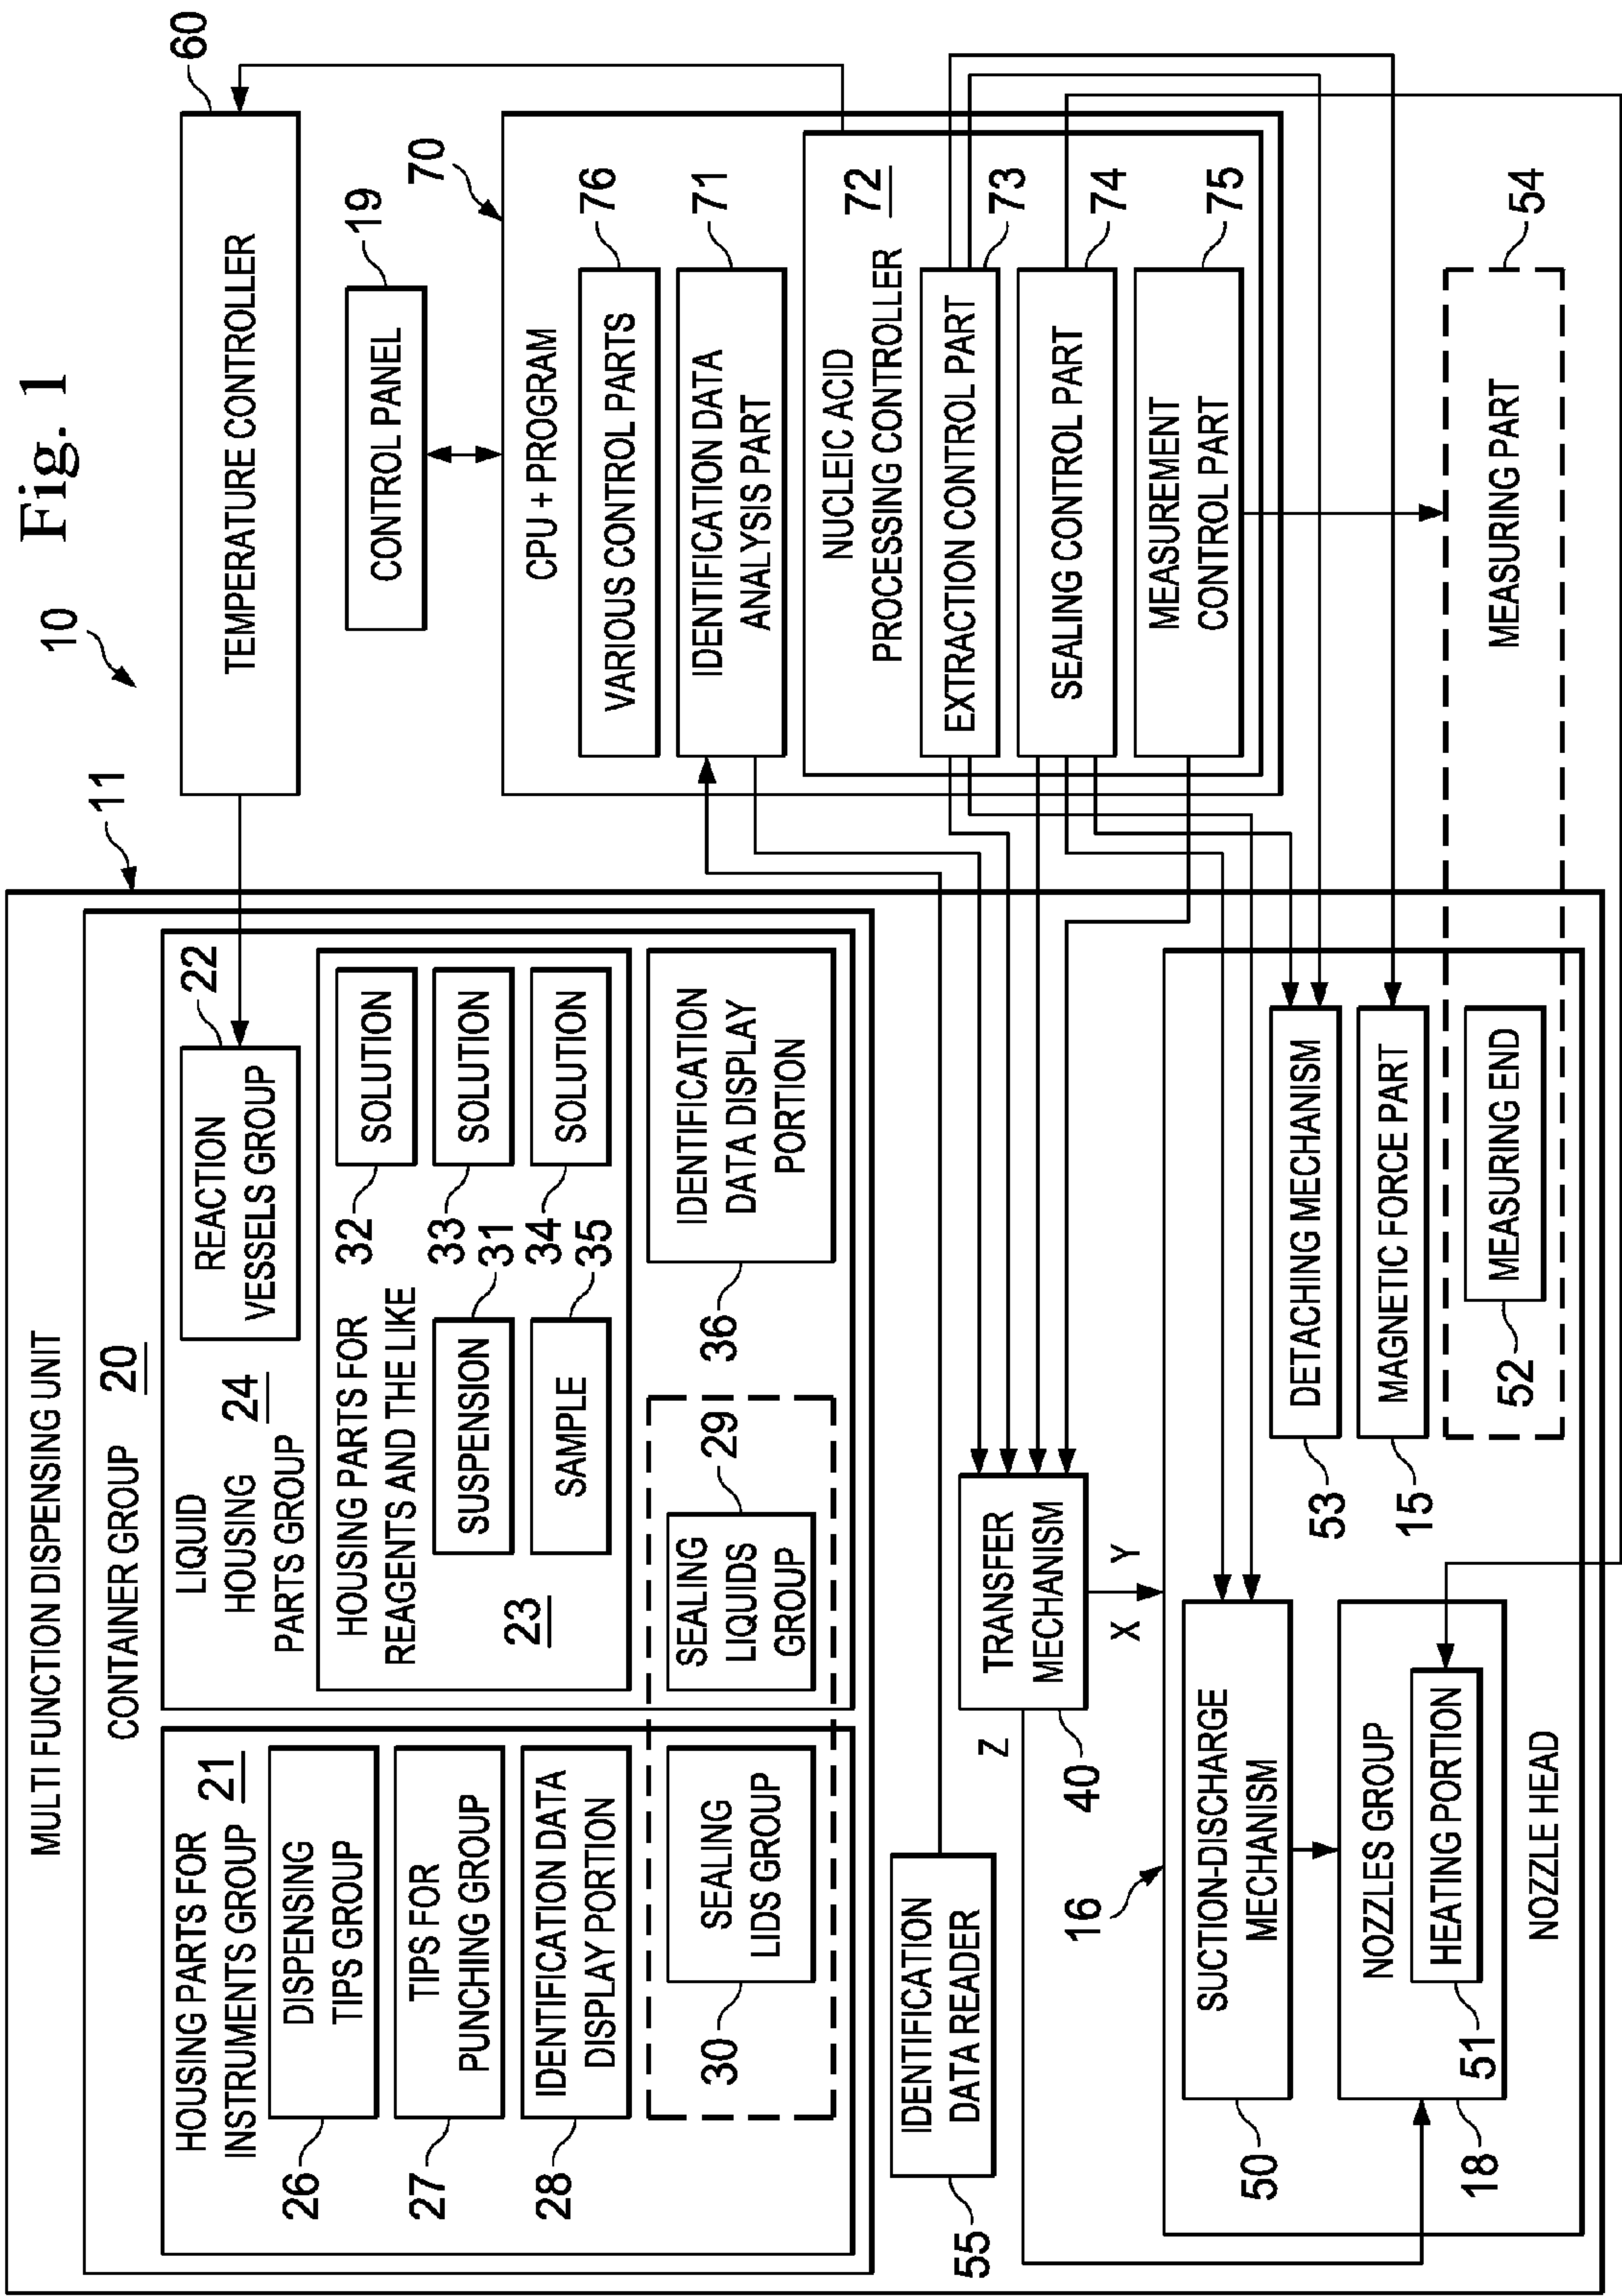 Fig. 1
10
11
MULTI FUNCTION DISPENSING UNIT
CONTAINER GROUP 20
HOUSING PARTS FOR
INSTRUMENTS GROUP 21
DISPENSING
TIPS GROUP
26
TIPS FOR
PUNCHING GROUP
27
IDENTIFICATION DATA
DISPLAY PORTION
28
SEALING
LIDS GROUP
30
LIQUID
HOUSING
PARTS GROUP
24
REACTION
VESSELS GROUP
22
HOUSING PARTS FOR
REAGENTS AND THE LIKE
23
SUSPENSION
31
SAMPLE
35
SOLUTION
32
SOLUTION
33
SOLUTION
34
SEALING
LIQUIDS
GROUP
29
IDENTIFICATION
DATA DISPLAY
PORTION
36
IDENTIFICATION
DATA READER
55
TRANSFER
MECHANISM
40
Z
X Y
16
SUCTION-DISCHARGE
MECHANISM
50
NOZZLES GROUP
18
HEATING PORTION
51
NOZZLE HEAD
DETACHING MECHANISM
53
MAGNETIC FORCE PART
15
MEASURING END
52
MEASURING PART
54
TEMPERATURE CONTROLLER
60
CONTROL PANEL
19
70
CPU + PROGRAM
VARIOUS CONTROL PARTS
76
IDENTIFICATION DATA
ANALYSIS PART
71
NUCLEIC ACID
PROCESSING CONTROLLER
72
EXTRACTION CONTROL PART
73
SEALING CONTROL PART
74
MEASUREMENT
CONTROL PART
75